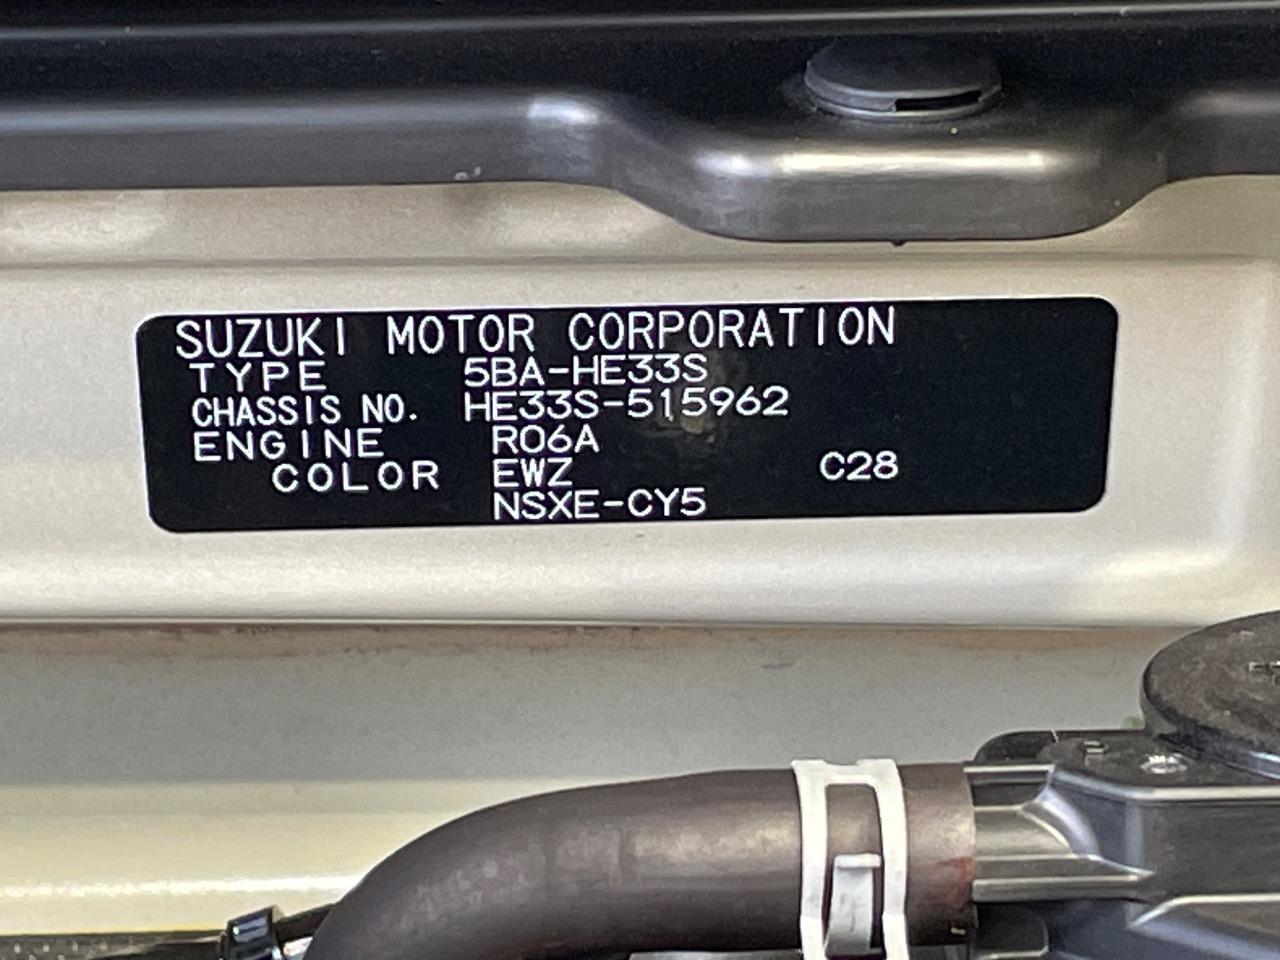 SUZUKI MOTOR CORPORATION
TYPE 5BA-HE33S
CHASSIS NO. HE33S-515962
ENGINE R06A
COLOR EWZ C28
NSXE-CY5